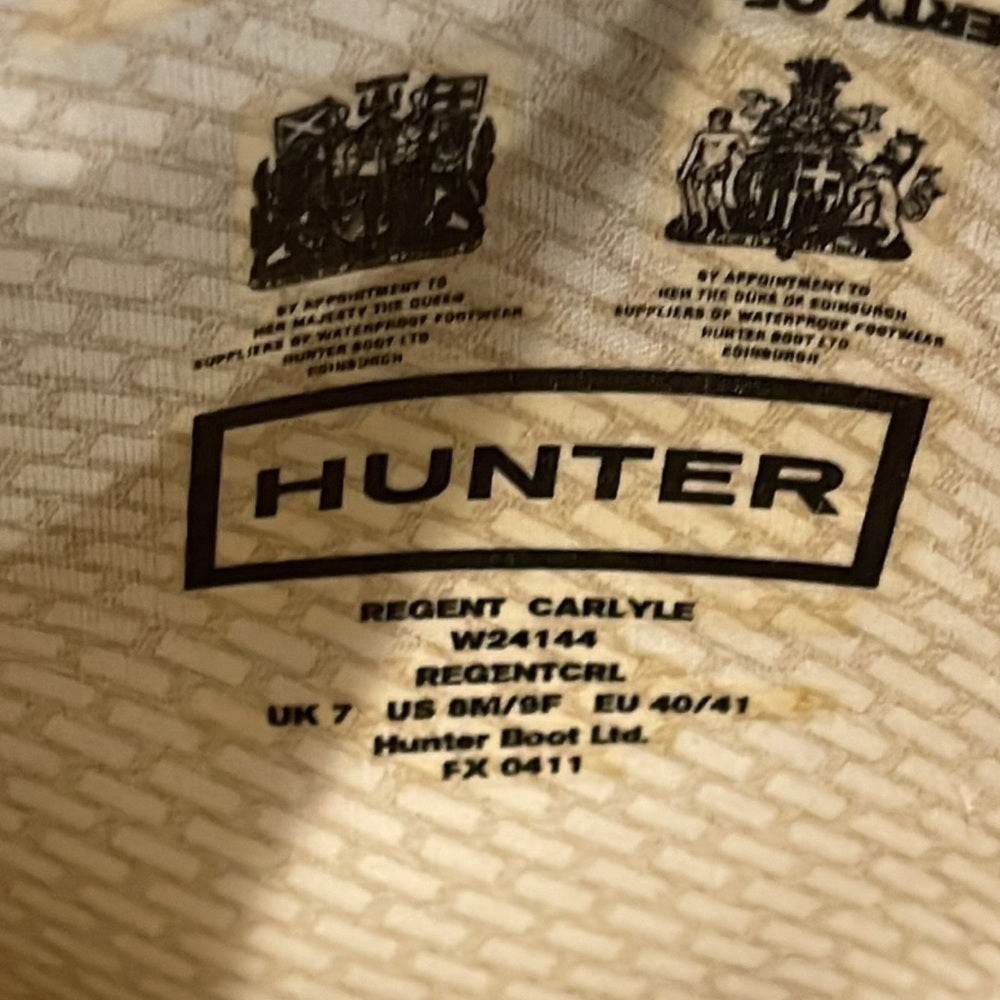 ERTY OF
BY APPOINTMENT TO
HER MAJESTY THE QUEEN
SUPPLIERS OF WATERPROOF FOOTWEAR
HUNTER BOOT LTD
EDINBURGH
BY APPOINTMENT TO
HRH THE DUKE OF EDINBURGH
SUPPLIERS OF WATERPROOF FOOTWEAR
HUNTER BOOT LTD
EDINBURGH
HUNTER
REGENT CARLYLE
W24144
REGENTCRL
UK 7 US 8M/9F EU 40/41
Hunter Boot Ltd.
FX 0411